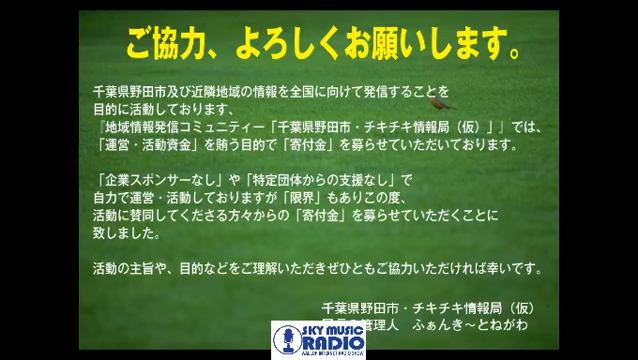 ご協力、よろしくお願いします。
千葉県野田市及び近隣地域の情報を全国に向けて発信することを
目的に活動しております、
『地域情報発信コミュニティー「千葉県野田市・チキチキ情報局（仮）」』では、
「運営・活動資金」を賄う目的で「寄付金」を募らせていただいております。
「企業スポンサーなし」や「特定団体からの支援なし」で
自力で運営・活動しておりますが「限界」もありこの度、
活動に賛同してくださる方々からの「寄付金」を募らせていただくことに
致しました。
活動の主旨や、目的などをご理解いただきぜひともご協力いただければ幸いです。
千葉県野田市・チキチキ情報局（仮）
管理人　ふぁんき～とねがわ
SKY MUSIC
RADIO